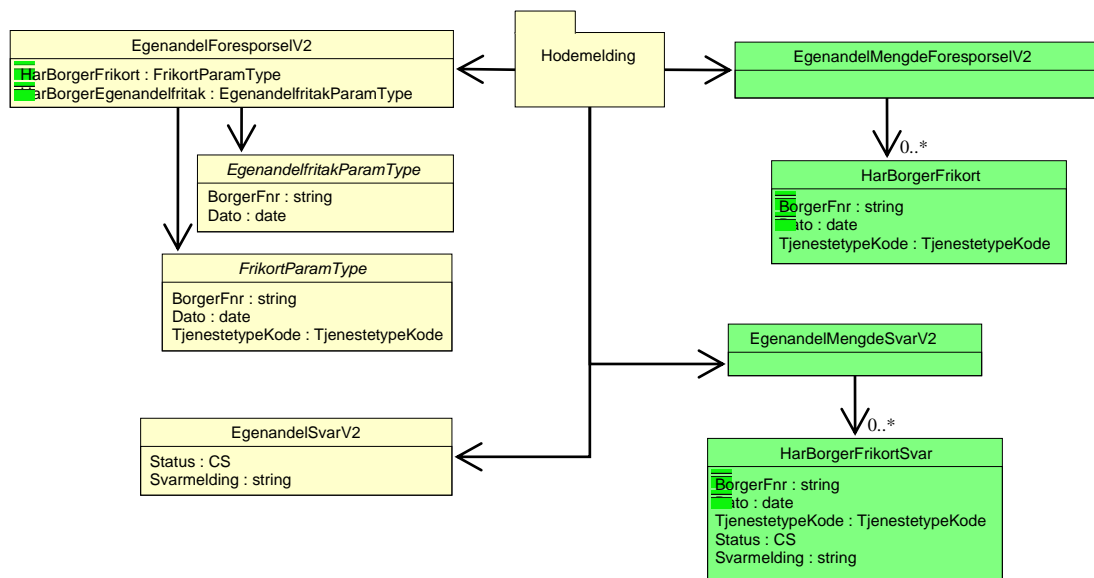 EgenandelForesporselV2
HarBorgerFrikort : FrikortParamType
HarBorgerEgenandelfritak : EgenandelfritakParamType
Hodemelding
EgenandelMengdeForesporselV2
0..*
EgenandelfritakParamType
BorgerFnr : string
Dato : date
HarBorgerFrikort
BorgerFnr : string
Dato : date
TjenestetypeKode : TjenestetypeKode
FrikortParamType
BorgerFnr : string
Dato : date
TjenestetypeKode : TjenestetypeKode
EgenandelMengdeSvarV2
0..*
EgenandelSvarV2
Status : CS
Svarmelding : string
HarBorgerFrikortSvar
BorgerFnr : string
Dato : date
TjenestetypeKode : TjenestetypeKode
Status : CS
Svarmelding : string